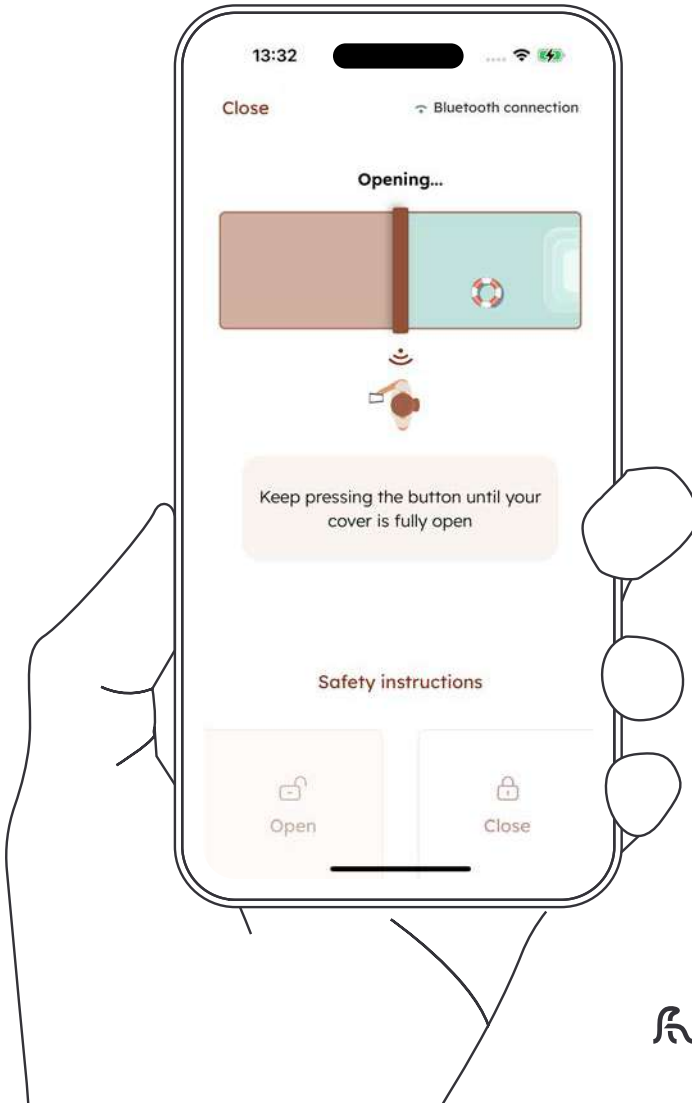 13:32
Close
Bluetooth connection
Opening...
Keep pressing the button until your
cover is fully open
Safety instructions
Open
Close